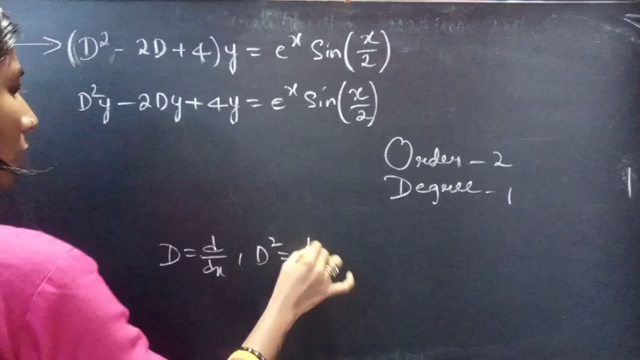 → (D² - 2D + 4) y = eˣ Sin(x/2)
D²y - 2Dy + 4y = eˣ Sin(x/2)
Order - 2
Degree - 1
D = d/dx, D² =